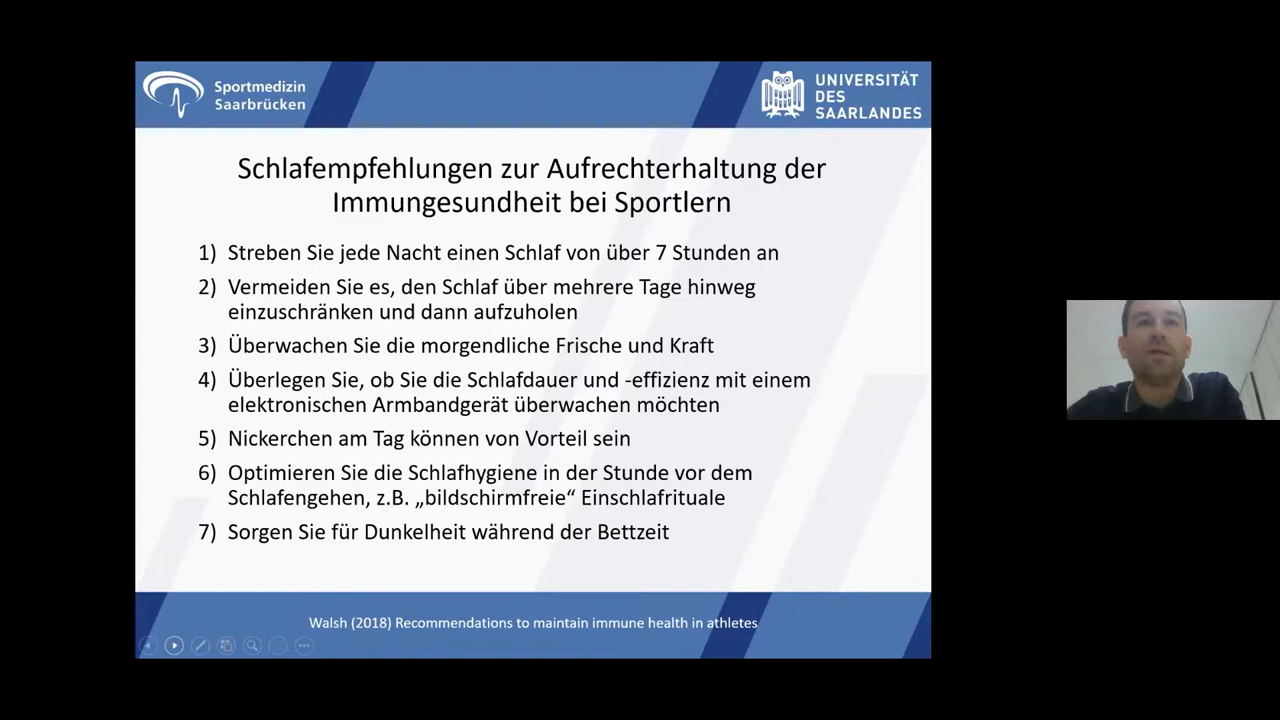 Sportmedizin
Saarbrücken
UNIVERSITÄT
DES
SAARLANDES
Schlafempfehlungen zur Aufrechterhaltung der
Immungesundheit bei Sportlern
1) Streben Sie jede Nacht einen Schlaf von über 7 Stunden an
2) Vermeiden Sie es, den Schlaf über mehrere Tage hinweg
einzuschränken und dann aufzuholen
3) Überwachen Sie die morgendliche Frische und Kraft
4) Überlegen Sie, ob Sie die Schlafdauer und -effizienz mit einem
elektronischen Armbandgerät überwachen möchten
5) Nickerchen am Tag können von Vorteil sein
6) Optimieren Sie die Schlafhygiene in der Stunde vor dem
Schlafengehen, z.B. „bildschirmfreie“ Einschlafrituale
7) Sorgen Sie für Dunkelheit während der Bettzeit
Walsh (2018) Recommendations to maintain immune health in athletes